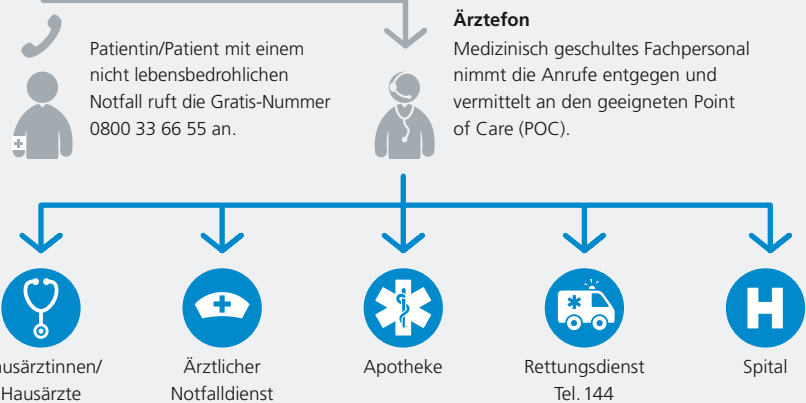 Patientin/Patient mit einem
nicht lebensbedrohlichen
Notfall ruft die Gratis-Nummer
0800 33 66 55 an.
Ärztefon
Medizinisch geschultes Fachpersonal
nimmt die Anrufe entgegen und
vermittelt an den geeigneten Point
of Care (POC).
ausärztinnen/
Hausärzte
Ärztlicher
Notfalldienst
Apotheke
Rettungsdienst
Tel. 144
H
Spital